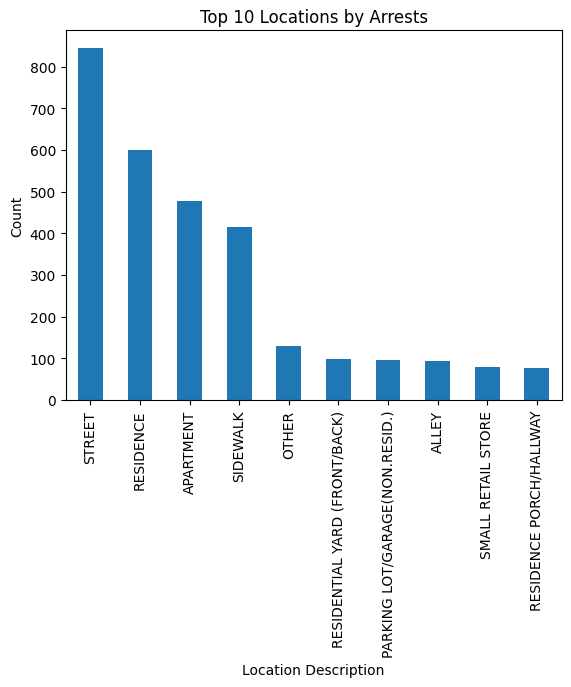 Top 10 Locations by Arrests
Count
800
700
600
500
400
300
200
100
0
STREET
RESIDENCE
APARTMENT
SIDEWALK
OTHER
RESIDENTIAL YARD (FRONT/BACK)
PARKING LOT/GARAGE(NON.RESID.)
ALLEY
SMALL RETAIL STORE
RESIDENCE PORCH/HALLWAY
Location Description